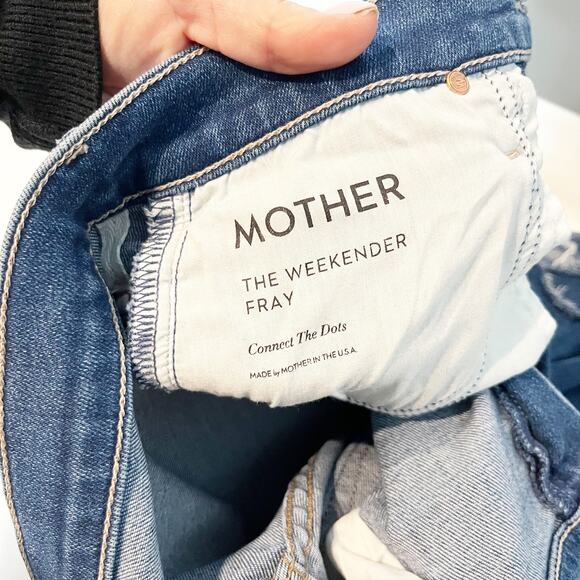 MOTHER
THE WEEKENDER
FRAY
Connect The Dots
MADE by MOTHER IN THE U.S.A.